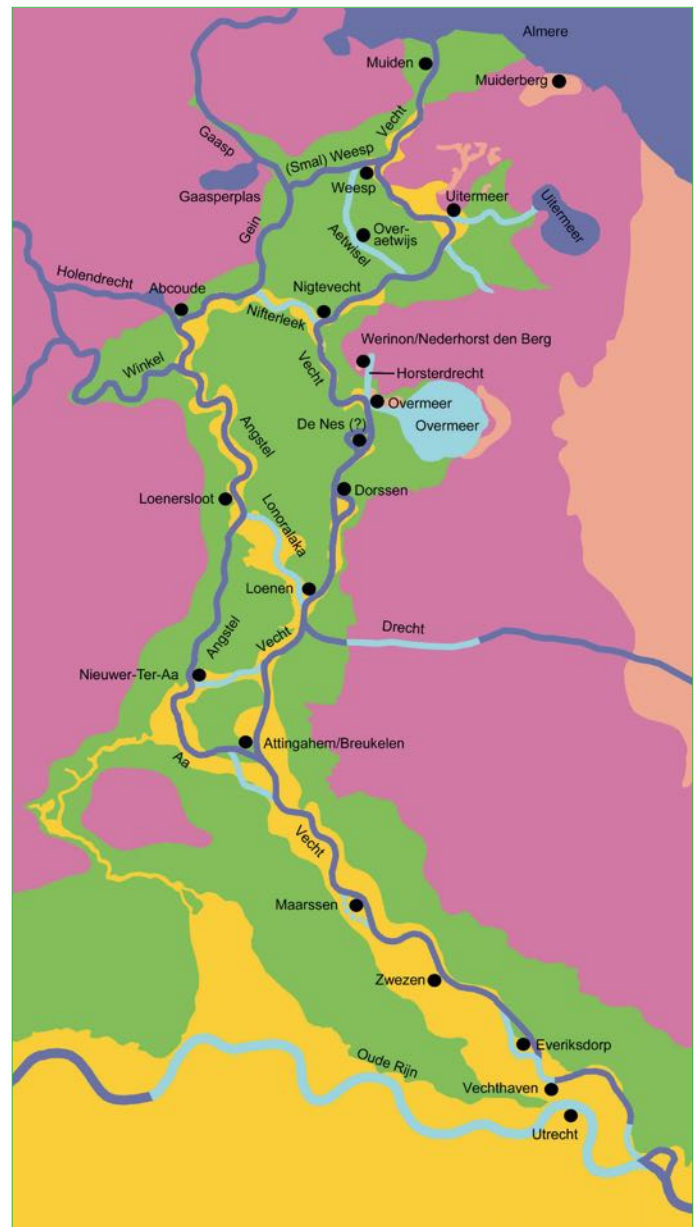 Almere
Muiden
Muiderberg
Vecht
Gaasp
(Smal) Weesp
Weesp
Gaasperplas
Uitermeer
Uitermeer
Gein
Over-
aetwijs
Aetwisel
Holendrecht
Abcoude
Nigtevecht
Nifterleek
Werinon/Nederhorst den Berg
Winkel
Vecht
Horsterdrecht
Overmeer
Overmeer
De Nes (?)
Angstel
Dorssen
Loenersloot
Lonoralaka
Loenen
Drecht
Angstel
Vecht
Nieuwer-Ter-Aa
Attingahem/Breukelen
Aa
Vecht
Maarssen
Zwezen
Everiksdorp
Oude Rijn
Vechthaven
Utrecht